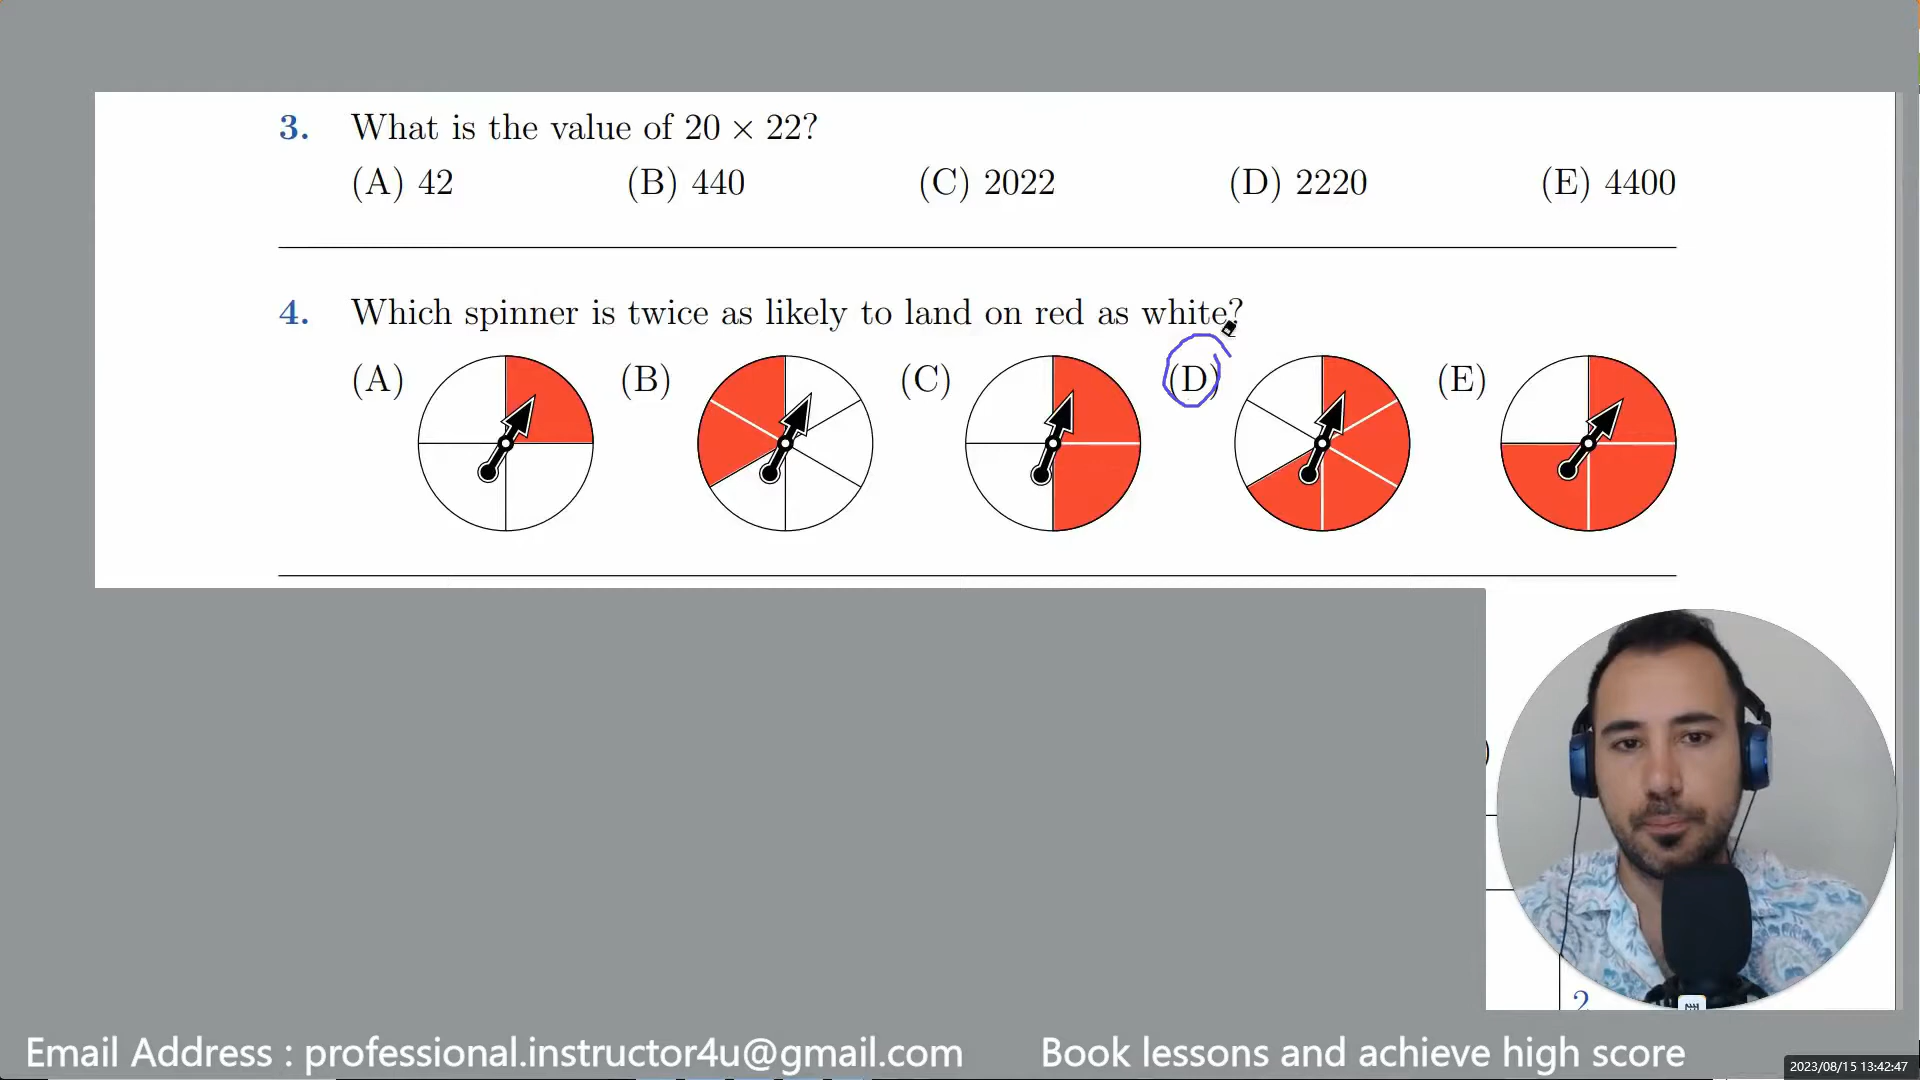 3. What is the value of 20 × 22?
(A) 42 (B) 440 (C) 2022 (D) 2220 (E) 4400
4. Which spinner is twice as likely to land on red as white?
(A) (B) (C) (D) (E)
2
Email Address : professional.instructor4u@gmail.com Book lessons and achieve high score
2023/08/15 13:42:47